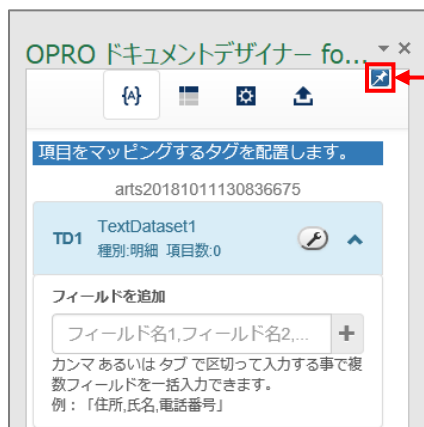 OPRO ドキュメントデザイナー fo...
{A}
項目をマッピングするタグを配置します。
arts20181011130836675
TD1
TextDataset1
種別:明細 項目数:0
フィールドを追加
フィールド名1,フィールド名2,...
カンマ あるいは タブ で区切って入力する事で複
数フィールドを一括入力できます。
例：「住所,氏名,電話番号」